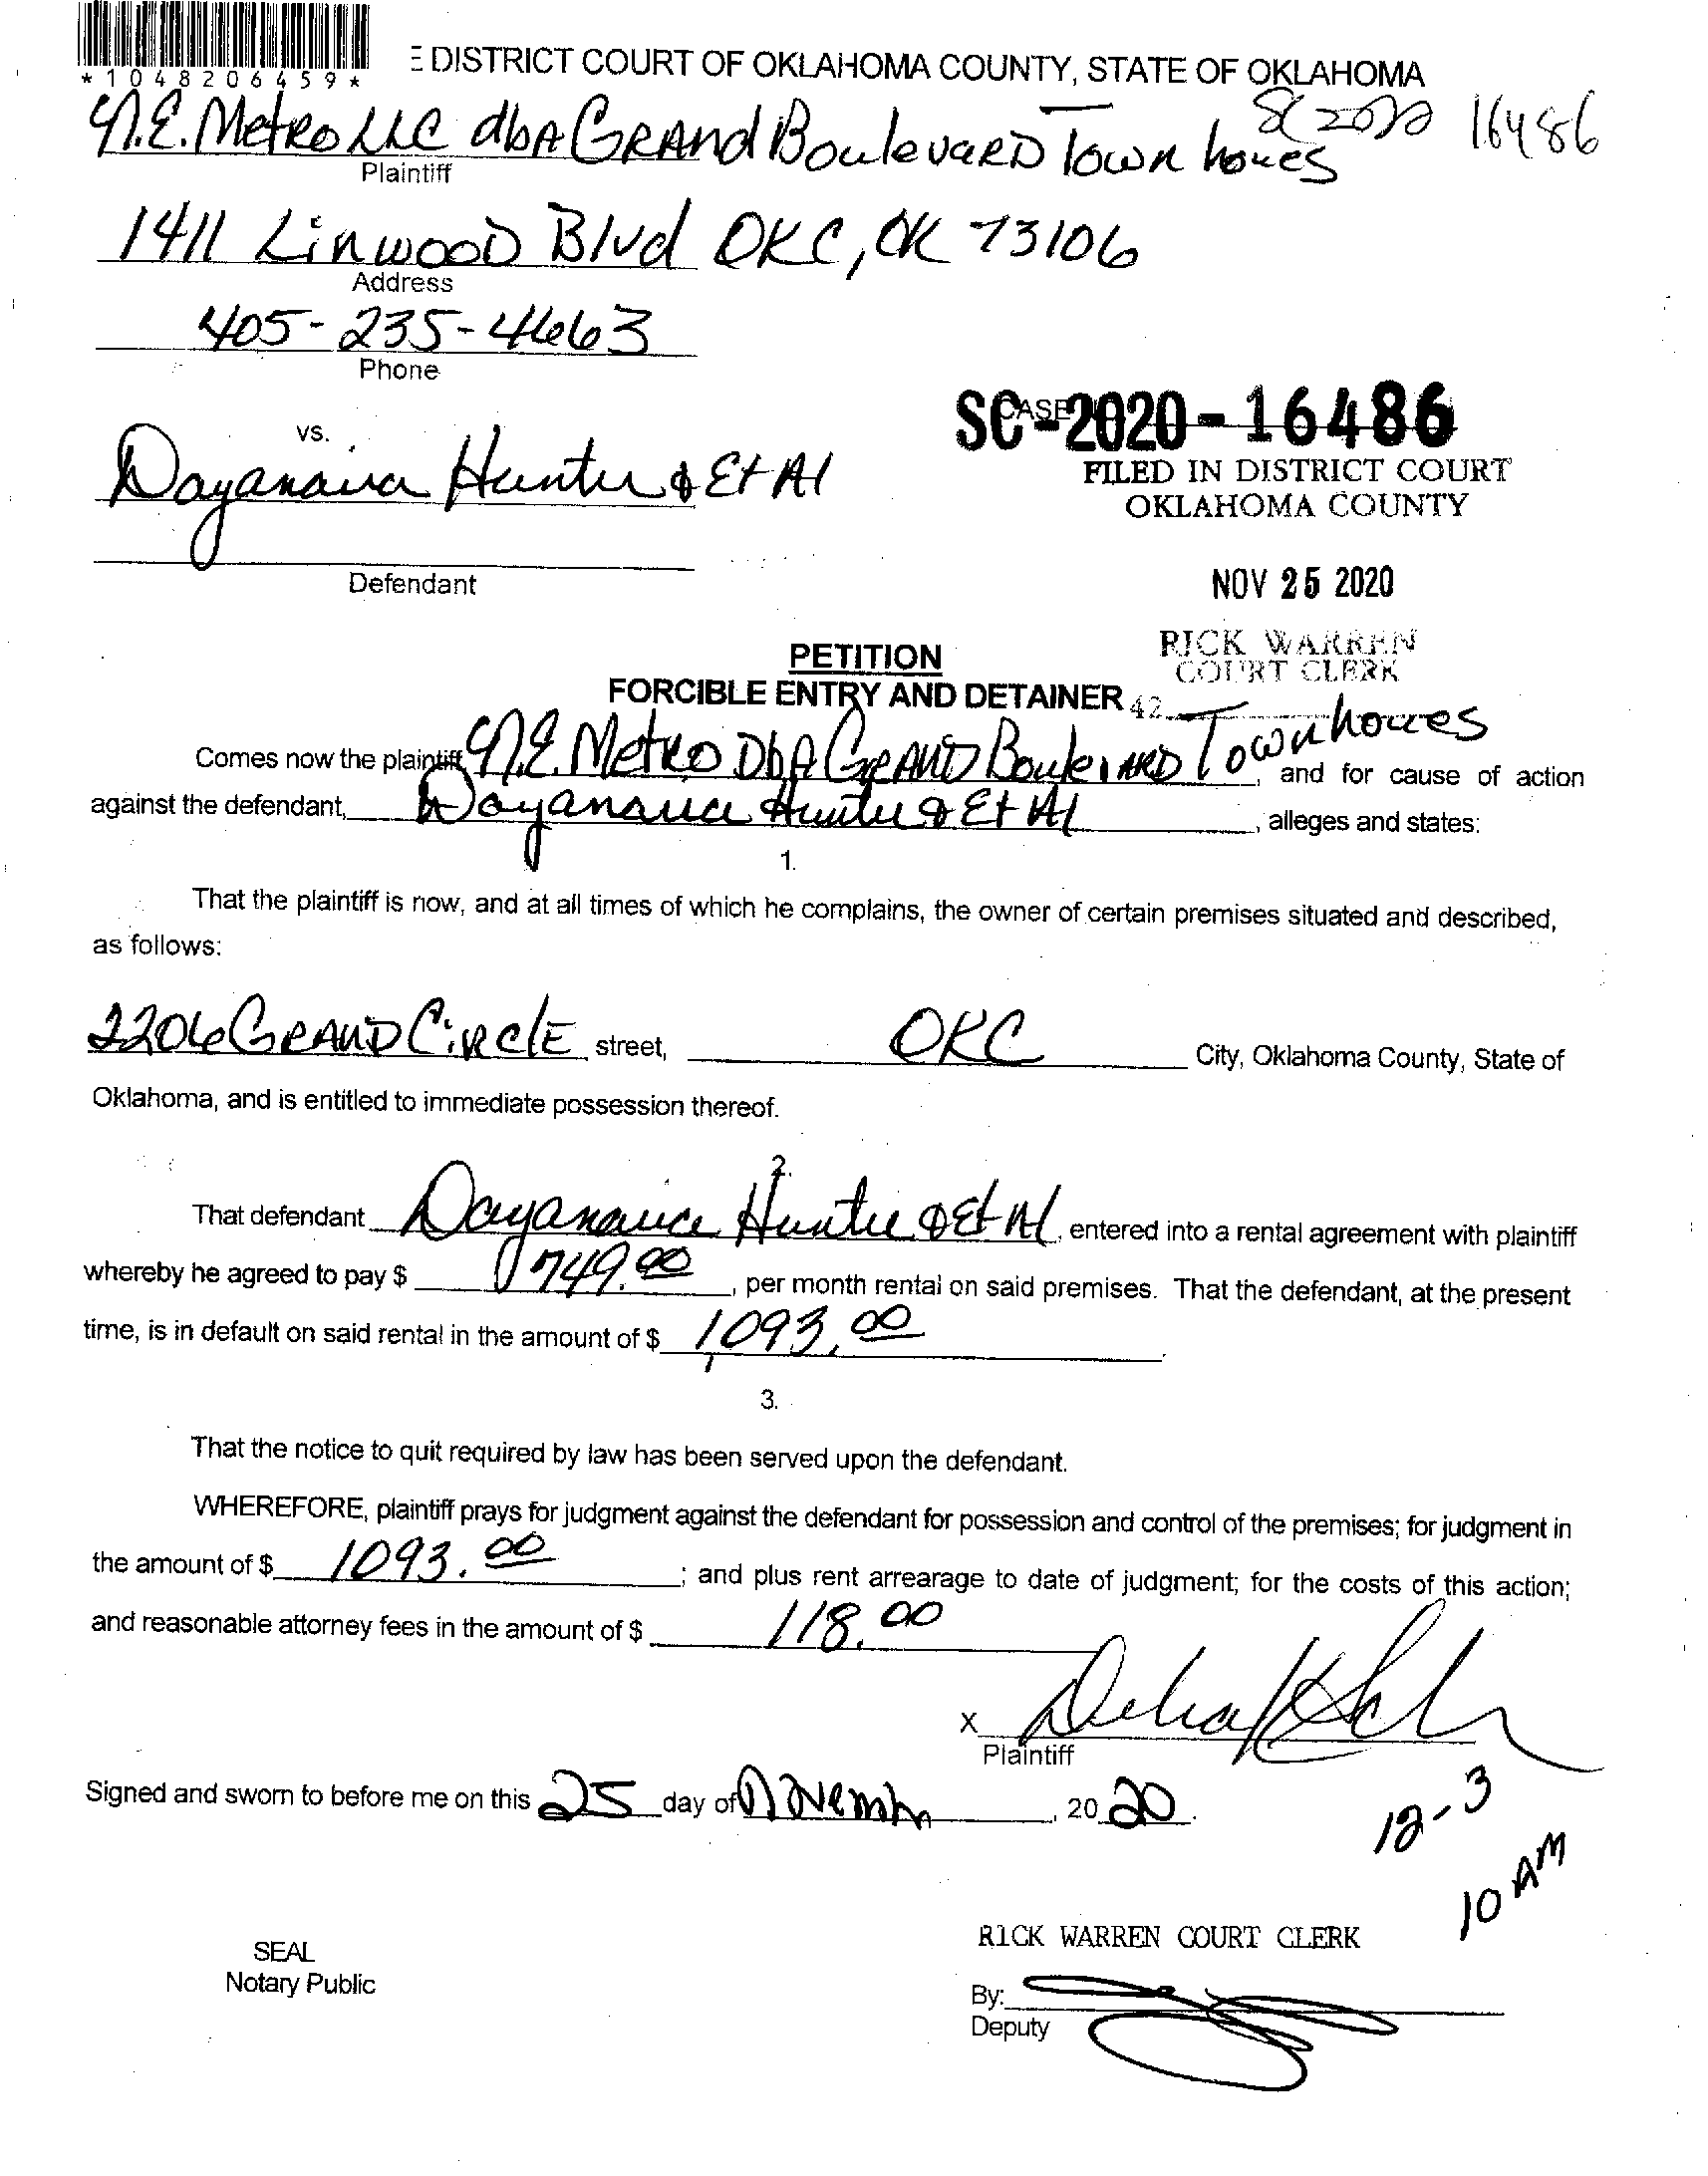 *1048206459*
E DISTRICT COURT OF OKLAHOMA COUNTY, STATE OF OKLAHOMA
SC 2020 16486
N.E. Metro LLC dba Grand Boulevard Townhomes
Plaintiff
1411 Linwood Blvd OKC, OK 73106
Address
405-235-4663
Phone
vs.
SC-2020-16486
CASE
FILED IN DISTRICT COURT
OKLAHOMA COUNTY
Hunter & Et Al
Defendant
NOV 25 2020
RICK WARREN
COURT CLERK
PETITION
FORCIBLE ENTRY AND DETAINER
42
Comes now the plaintiff, N.E. Metro DbA Grand Boulevard Townhomes, and for cause of action
against the defendant, Hunter & Et Al, alleges and states:
1.
That the plaintiff is now, and at all times of which he complains, the owner of certain premises situated and described,
as follows:
2206 Grand Circle street, OKC City, Oklahoma County, State of
Oklahoma, and is entitled to immediate possession thereof.
2.
That defendant Hunter & Et Al, entered into a rental agreement with plaintiff
whereby he agreed to pay $ 749.00, per month rental on said premises. That the defendant, at the present
time, is in default on said rental in the amount of $ 1093.00.
3.
That the notice to quit required by law has been served upon the defendant.
WHEREFORE, plaintiff prays for judgment against the defendant for possession and control of the premises; for judgment in
the amount of $ 1093.00; and plus rent arrearage to date of judgment; for the costs of this action;
and reasonable attorney fees in the amount of $ 118.00
X
Plaintiff
Signed and sworn to before me on this 25 day of November, 2020.
12-3
10 AM
RICK WARREN COURT CLERK
SEAL
Notary Public
By:
Deputy